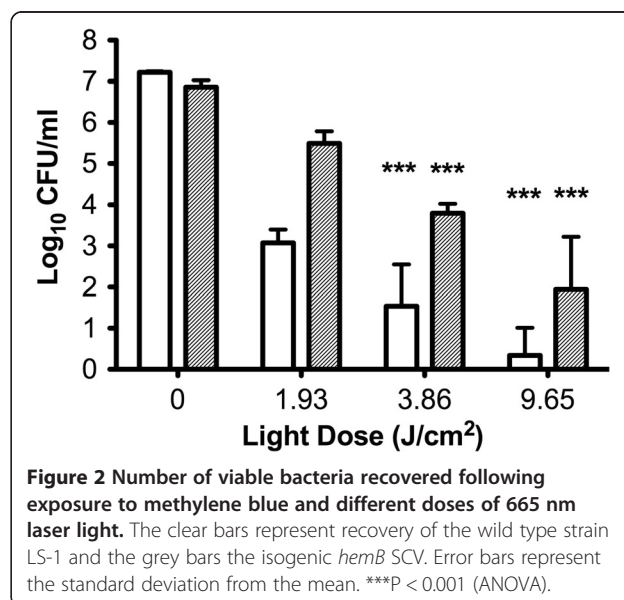 8
7
6
5
4
3
2
1
0
Log₁₀ CFU/ml
*** ***
*** ***
0 1.93 3.86 9.65
Light Dose (J/cm²)
Figure 2 Number of viable bacteria recovered following
exposure to methylene blue and different doses of 665 nm
laser light. The clear bars represent recovery of the wild type strain
LS-1 and the grey bars the isogenic hemB SCV. Error bars represent
the standard deviation from the mean. ***P < 0.001 (ANOVA).